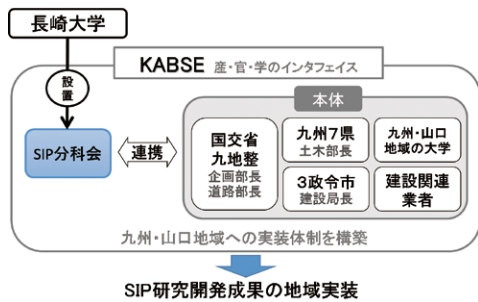 長崎大学
KABSE 産・官・学のインタフェイス
設
置
本体
SIP分科会
連携
国交省
九地整
企画部長
道路部長
九州7県
土木部長
九州・山口
地域の大学
3政令市
建設局長
建設関連
業者
九州・山口地域への実装体制を構築
SIP研究開発成果の地域実装